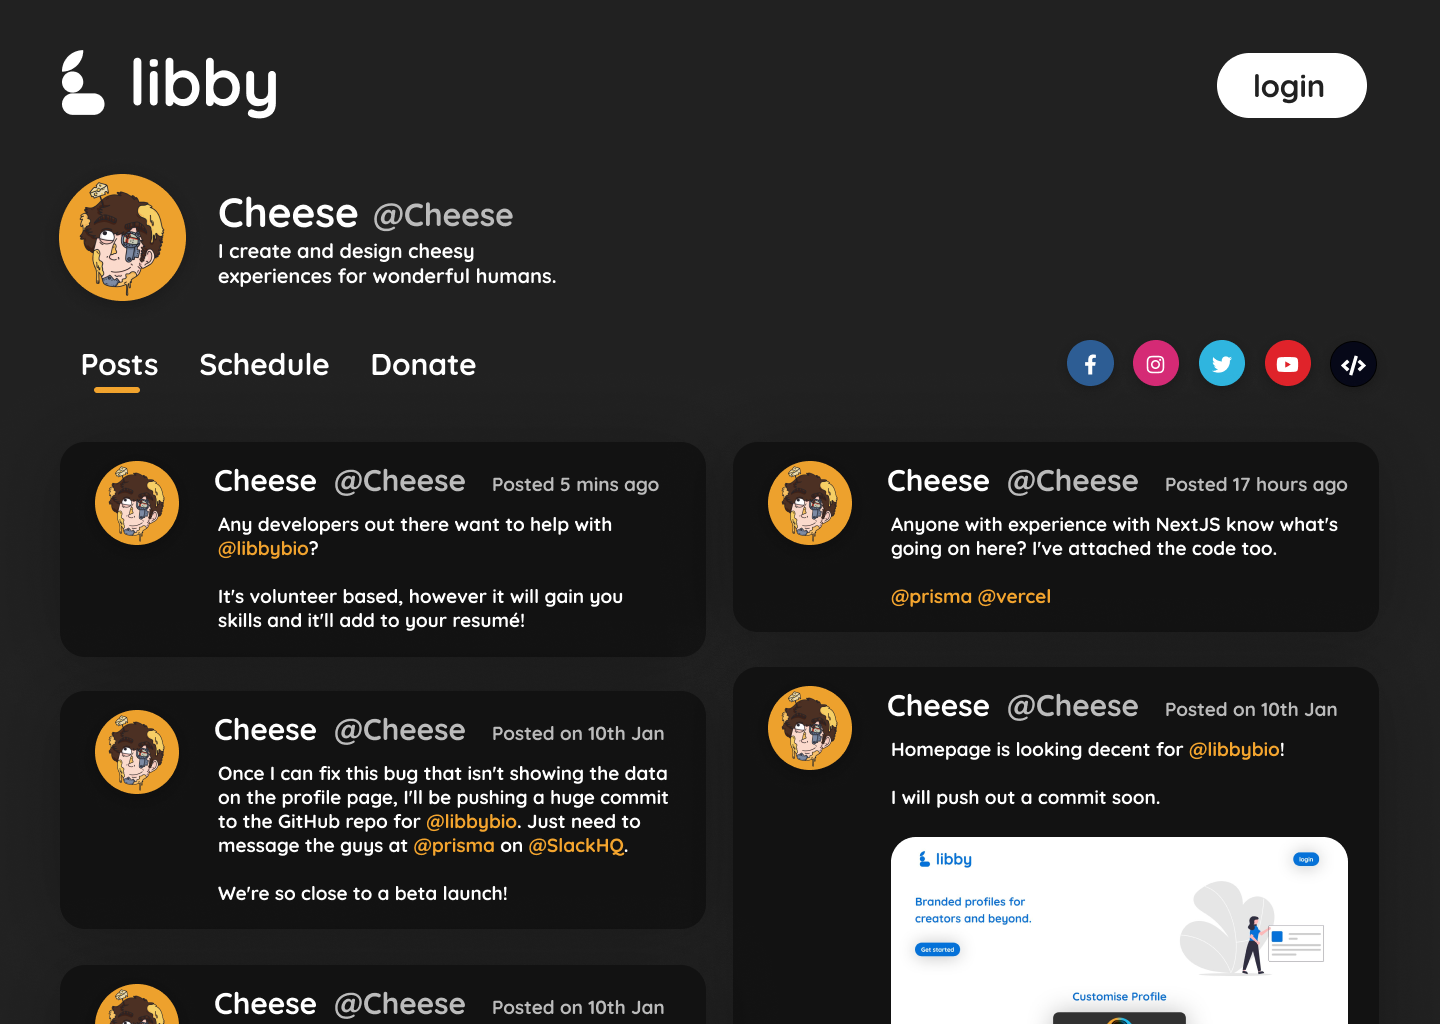 libby
login
Cheese @Cheese
I create and design cheesy
experiences for wonderful humans.
Posts Schedule Donate
Cheese @Cheese Posted 5 mins ago
Any developers out there want to help with
@libbybio?
It's volunteer based, however it will gain you
skills and it'll add to your resumé!
Cheese @Cheese Posted on 10th Jan
Once I can fix this bug that isn't showing the data
on the profile page, I'll be pushing a huge commit
to the GitHub repo for @libbybio. Just need to
message the guys at @prisma on @SlackHQ.
We're so close to a beta launch!
Cheese @Cheese Posted on 10th Jan
Cheese @Cheese Posted 17 hours ago
Anyone with experience with NextJS know what's
going on here? I've attached the code too.
@prisma @vercel
Cheese @Cheese Posted on 10th Jan
Homepage is looking decent for @libbybio!
I will push out a commit soon.
libby
login
Branded profiles for
creators and beyond.
Get started
Customise Profile